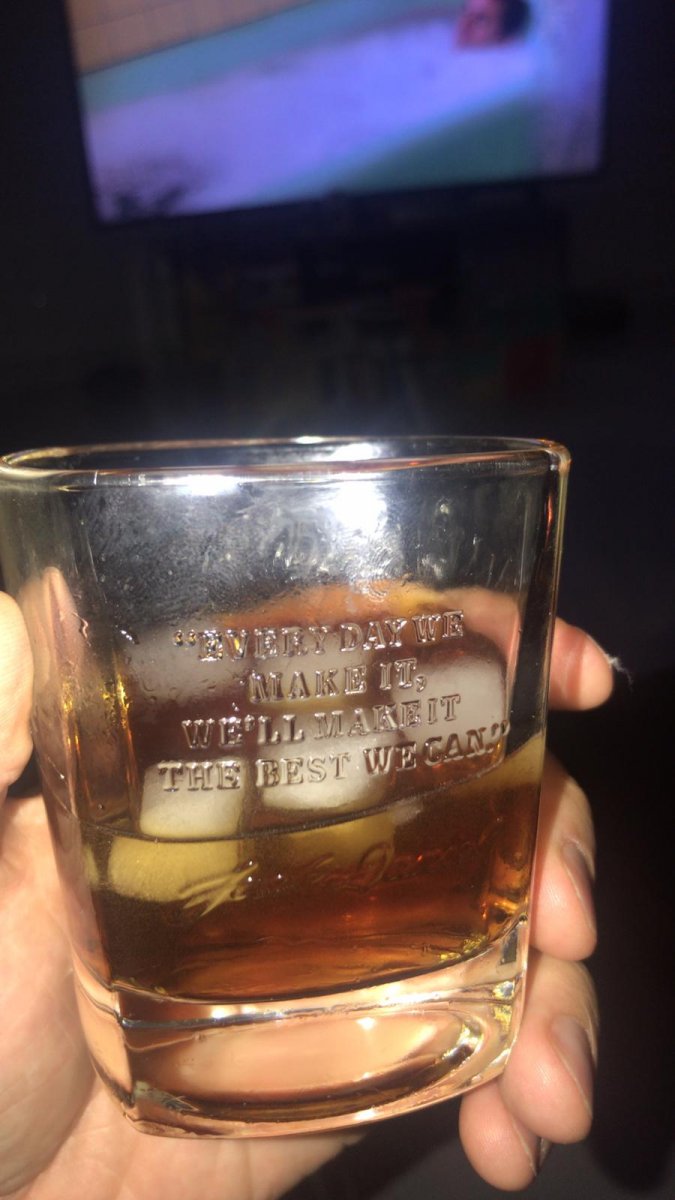 “EVERY DAY WE
MAKE IT,
WE'LL MAKE IT
THE BEST WE CAN.”